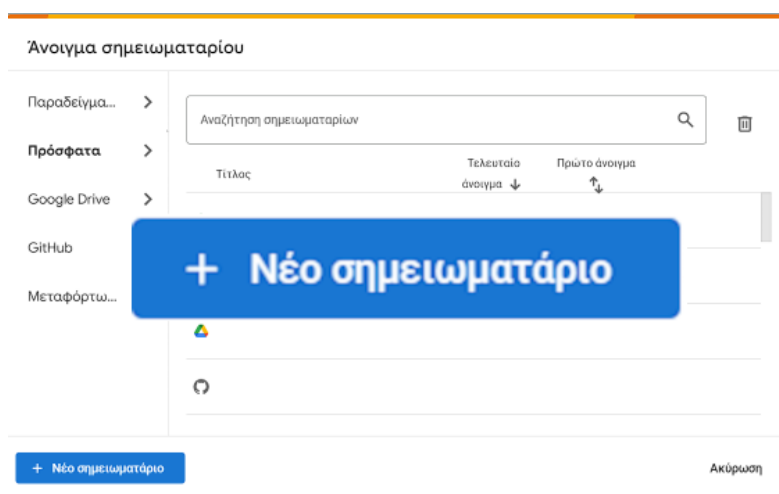 Άνοιγμα σημειωματαρίου
Παραδείγμα...
Πρόσφατα
Google Drive
GitHub
Μεταφόρτω...
Αναζήτηση σημειωματαρίων
Τίτλος
Τελευταίο
άνοιγμα
Πρώτο άνοιγμα
+ Νέο σημειωματάριο
+ Νέο σημειωματάριο
Ακύρωση